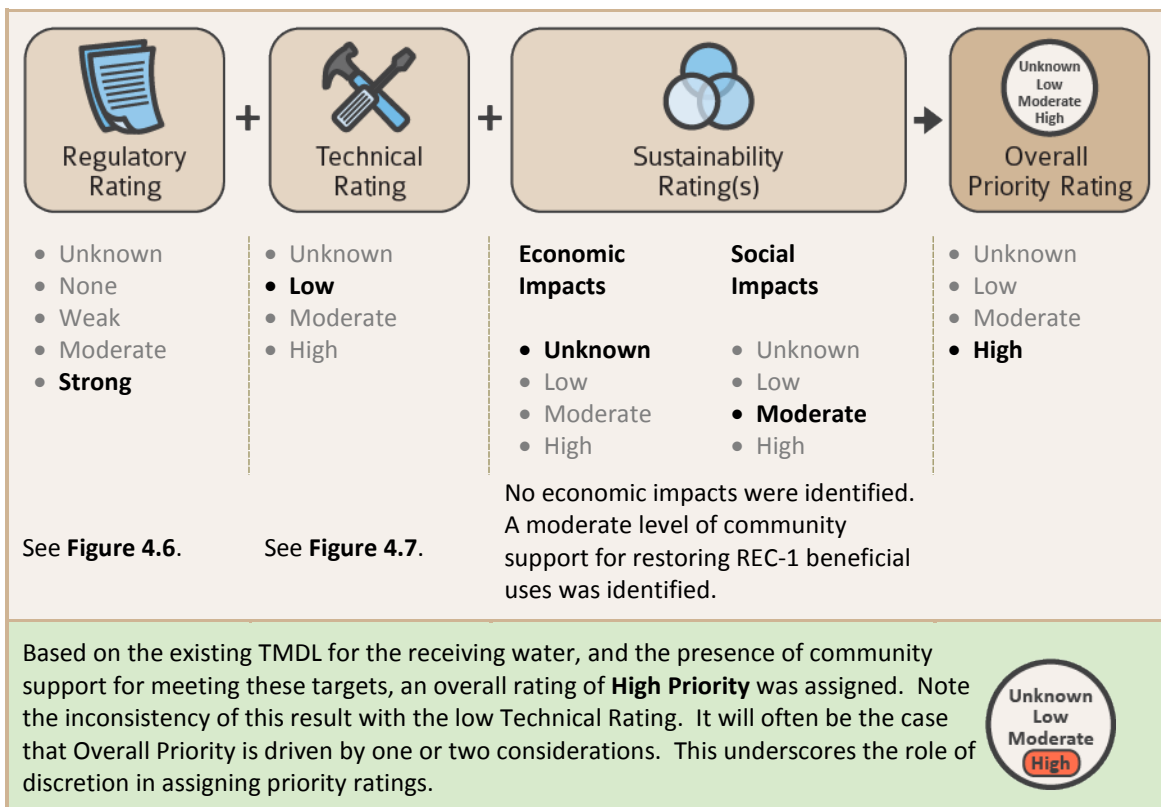 Regulatory
Rating
+
Technical
Rating
+
Sustainability
Rating(s)
Unknown
Low
Moderate
High
Overall
Priority Rating
• Unknown
• None
• Weak
• Moderate
• Strong
See Figure 4.6.
• Unknown
• Low
• Moderate
• High
See Figure 4.7.
Economic
Impacts
• Unknown
• Low
• Moderate
• High
Social
Impacts
• Unknown
• Low
• Moderate
• High
No economic impacts were identified.
A moderate level of community
support for restoring REC-1 beneficial
uses was identified.
• Unknown
• Low
• Moderate
• High
Based on the existing TMDL for the receiving water, and the presence of community
support for meeting these targets, an overall rating of High Priority was assigned.  Note
the inconsistency of this result with the low Technical Rating.  It will often be the case
that Overall Priority is driven by one or two considerations.  This underscores the role of
discretion in assigning priority ratings.
Unknown
Low
Moderate
High